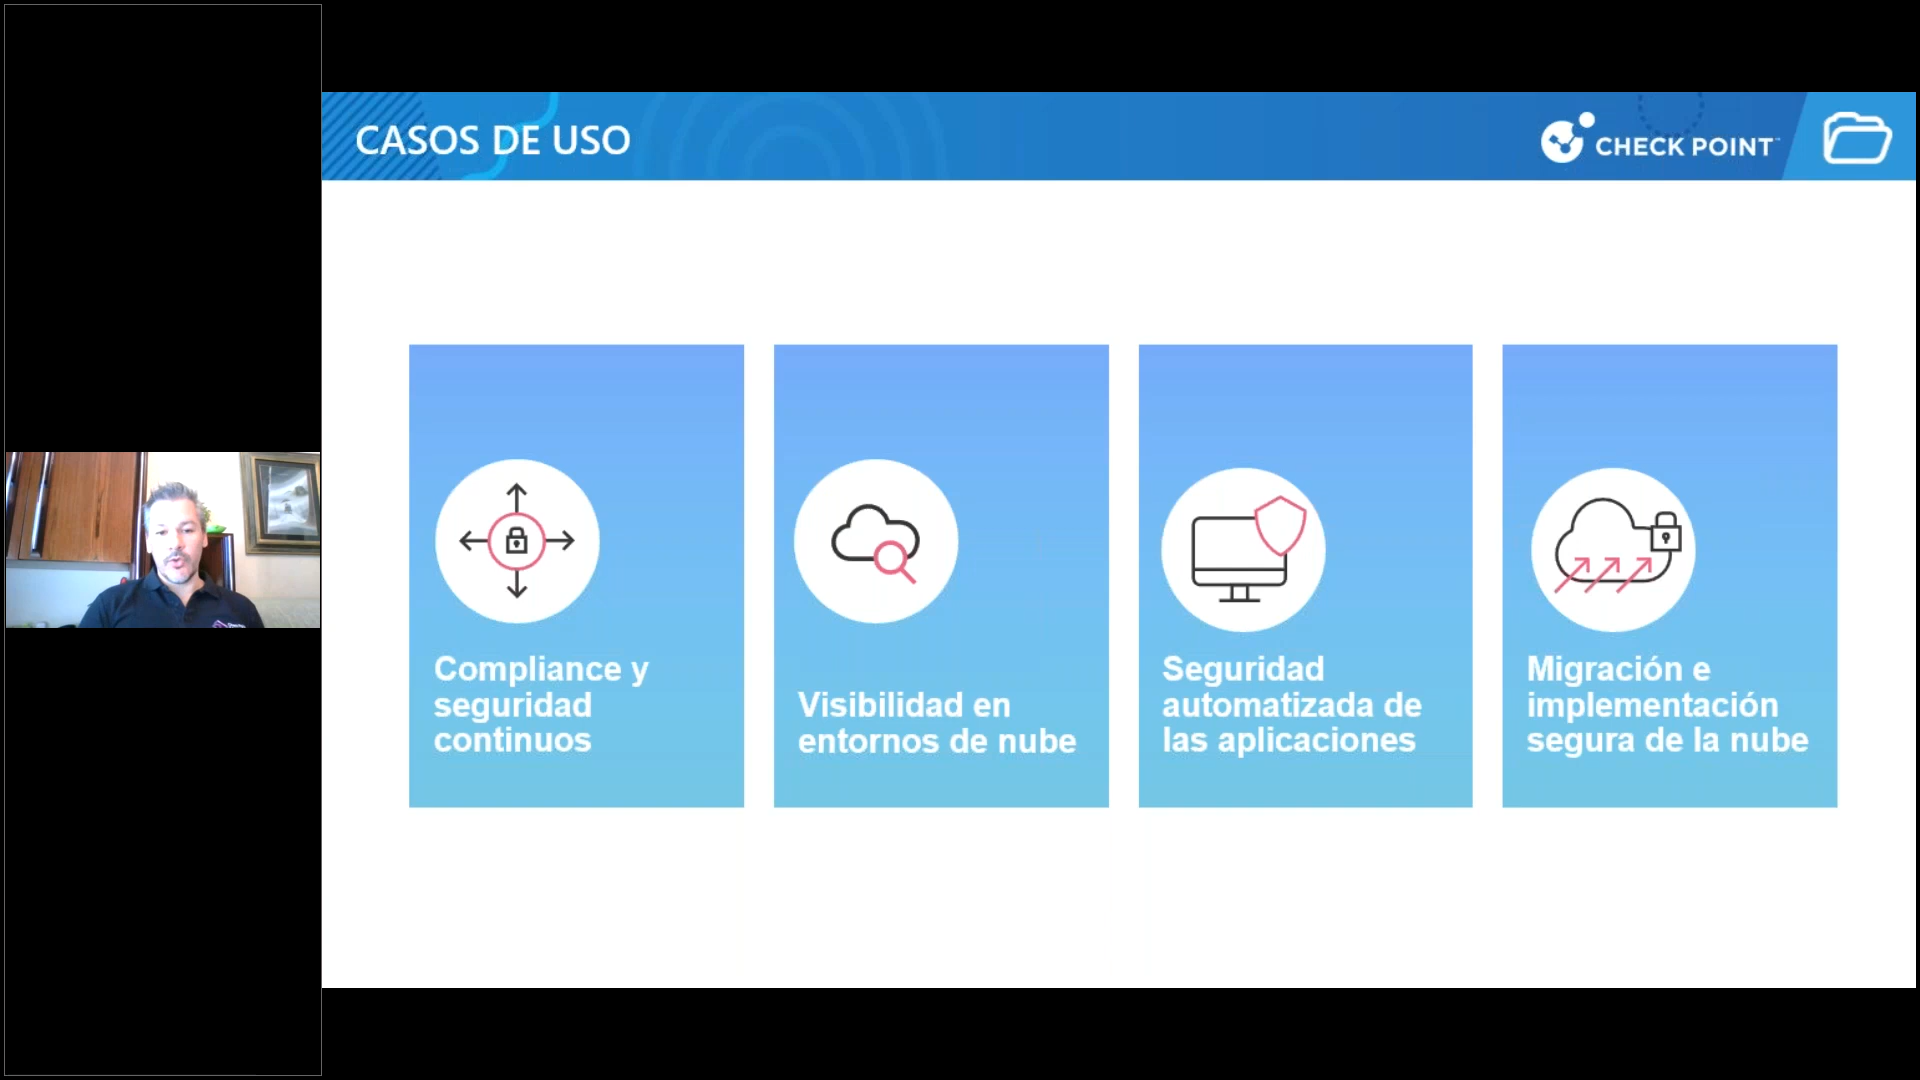 CASOS DE USO
CHECK POINT
Compliance y
seguridad
continuos
Visibilidad en
entornos de nube
Seguridad
automatizada de
las aplicaciones
Migración e
implementación
segura de la nube